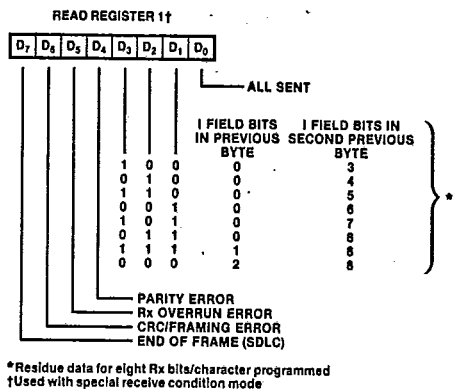 READ REGISTER 1†
D7 D6 D5 D4 D3 D2 D1 D0
ALL SENT
I FIELD BITS IN PREVIOUS BYTE
I FIELD BITS IN SECOND PREVIOUS BYTE
1 0 0 0 3
0 1 0 0 4
1 1 0 0 5
0 0 1 0 6
1 0 1 0 7
0 1 1 0 8
1 1 1 1 8
0 0 0 2 8
*
PARITY ERROR
Rx OVERRUN ERROR
CRC/FRAMING ERROR
END OF FRAME (SDLC)
*Residue data for eight Rx bits/character programmed
†Used with special receive condition mode